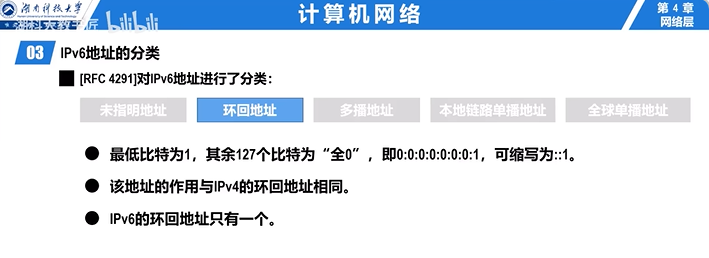 湖南科技大学
计算机网络
第 4 章
网络层
湖科大教书匠 bilibili
03 IPv6地址的分类
[RFC 4291]对IPv6地址进行了分类：
未指明地址 环回地址 多播地址 本地链路单播地址 全球单播地址
最低比特为1，其余127个比特为“全0”，即0:0:0:0:0:0:0:1，可缩写为::1。
该地址的作用与IPv4的环回地址相同。
IPv6的环回地址只有一个。